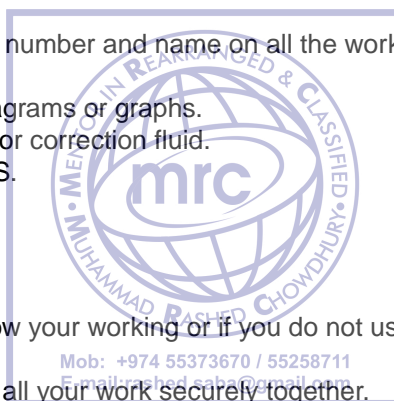 number and name on all the work
agrams or graphs.
or correction fluid.
S.
MENTOR IN REARRANGED & CLASSIFIED
mrc
MUHAMMAD RASHED CHOWDHURY
ow your working or if you do not us
Mob: +974 55373670 / 55258711
E-mail:rashed.saba@gmail.com
all your work securely together.